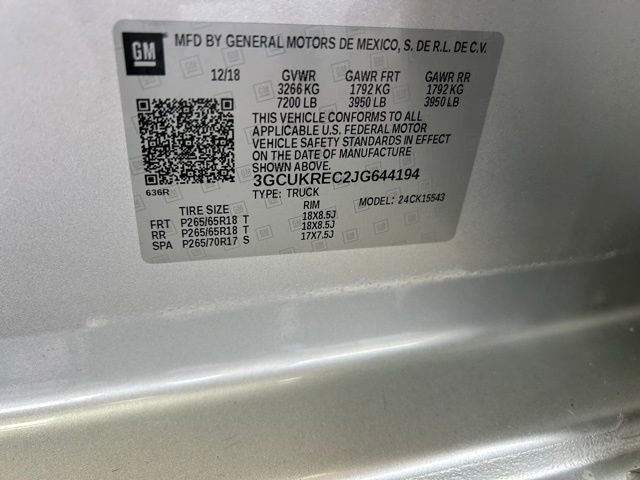 GM MFD BY GENERAL MOTORS DE MEXICO, S. DE R.L. DE C.V.
12/18 GVWR GAWR FRT GAWR RR
3266 KG 1792 KG 1792 KG
7200 LB 3950 LB 3950 LB
THIS VEHICLE CONFORMS TO ALL
APPLICABLE U.S. FEDERAL MOTOR
VEHICLE SAFETY STANDARDS IN EFFECT
ON THE DATE OF MANUFACTURE
SHOWN ABOVE.
3GCUKREC2JG644194
636R
TYPE: TRUCK MODEL: 24CK15543
TIRE SIZE RIM
FRT P265/65R18 T 18X8.5J
RR P265/65R18 T 18X8.5J
SPA P265/70R17 S 17X7.5J